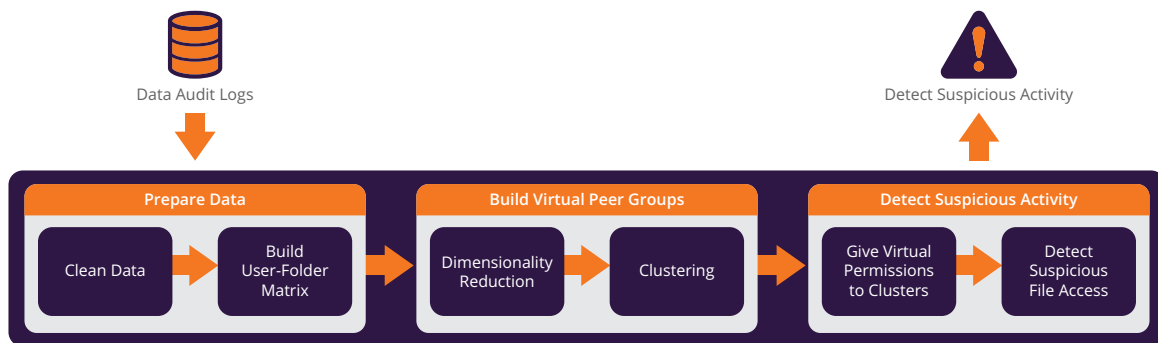 Data Audit Logs
Detect Suspicious Activity
Prepare Data
Build Virtual Peer Groups
Detect Suspicious Activity
Clean Data
Build
User-Folder
Matrix
Dimensionality
Reduction
Clustering
Give Virtual
Permissions
to Clusters
Detect
Suspicious
File Access